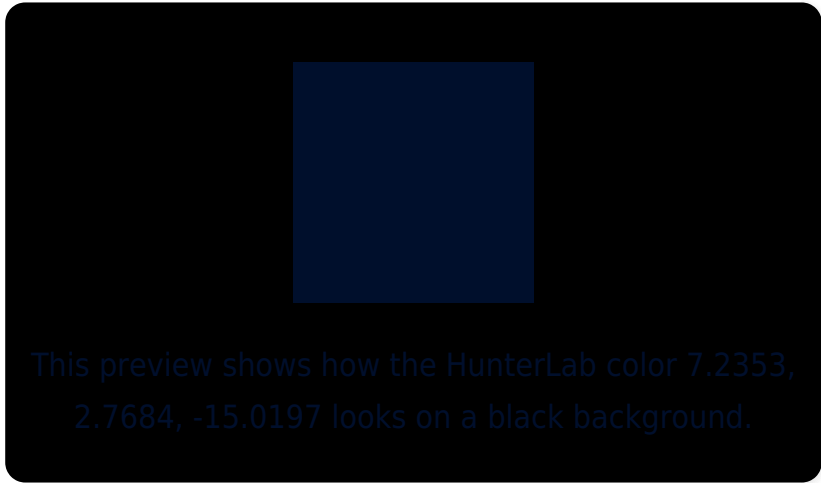 This preview shows how the HunterLab color 7.2353,
2.7684, -15.0197 looks on a black background.